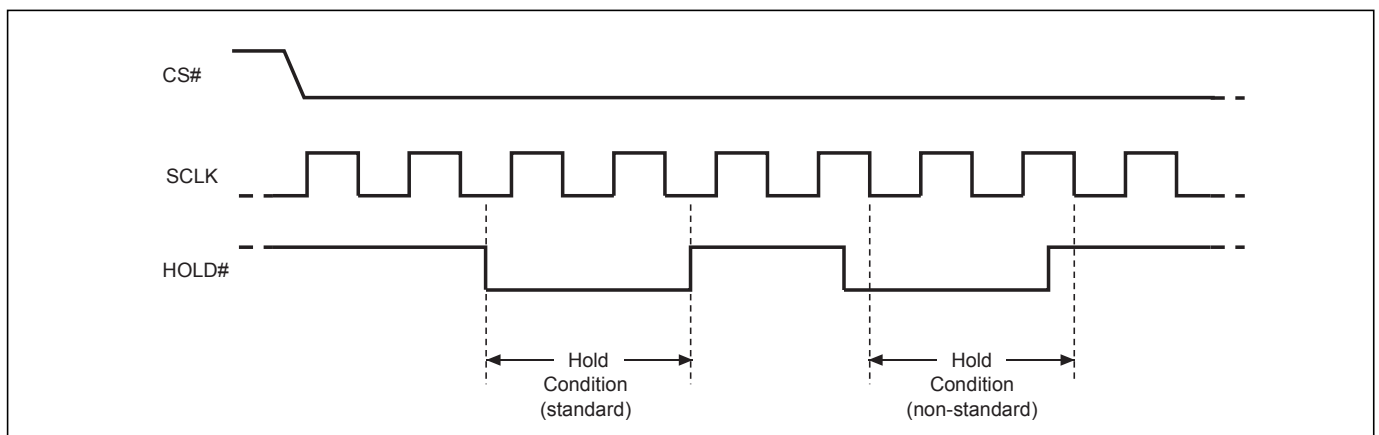 CS#
SCLK
HOLD#
Hold
Condition
(standard)
Hold
Condition
(non-standard)